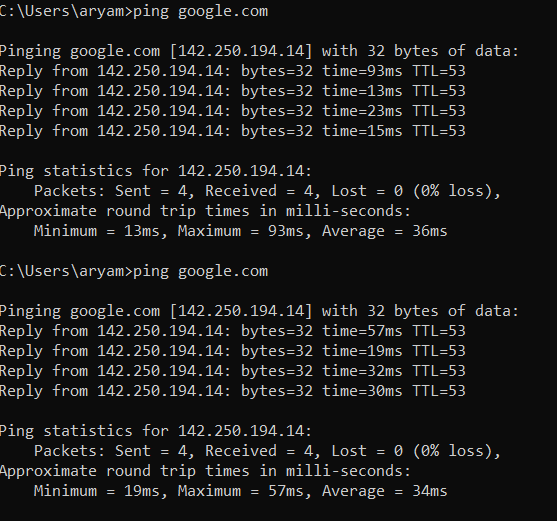 C:\Users\aryam>ping google.com
Pinging google.com [142.250.194.14] with 32 bytes of data:
Reply from 142.250.194.14: bytes=32 time=93ms TTL=53
Reply from 142.250.194.14: bytes=32 time=13ms TTL=53
Reply from 142.250.194.14: bytes=32 time=23ms TTL=53
Reply from 142.250.194.14: bytes=32 time=15ms TTL=53
Ping statistics for 142.250.194.14:
    Packets: Sent = 4, Received = 4, Lost = 0 (0% loss),
Approximate round trip times in milli-seconds:
    Minimum = 13ms, Maximum = 93ms, Average = 36ms
C:\Users\aryam>ping google.com
Pinging google.com [142.250.194.14] with 32 bytes of data:
Reply from 142.250.194.14: bytes=32 time=57ms TTL=53
Reply from 142.250.194.14: bytes=32 time=19ms TTL=53
Reply from 142.250.194.14: bytes=32 time=32ms TTL=53
Reply from 142.250.194.14: bytes=32 time=30ms TTL=53
Ping statistics for 142.250.194.14:
    Packets: Sent = 4, Received = 4, Lost = 0 (0% loss),
Approximate round trip times in milli-seconds:
    Minimum = 19ms, Maximum = 57ms, Average = 34ms